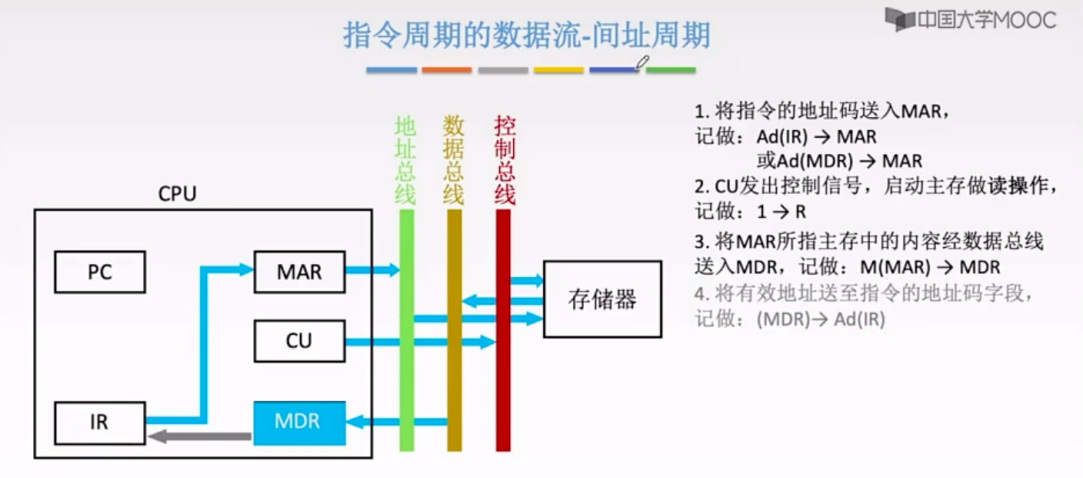 中国大学MOOC
指令周期的数据流-间址周期
地址总线
数据总线
控制总线
CPU
PC
MAR
CU
IR
MDR
存储器
1. 将指令的地址码送入MAR，
记做：Ad(IR) → MAR
或Ad(MDR) → MAR
2. CU发出控制信号，启动主存做读操作，
记做：1 → R
3. 将MAR所指主存中的内容经数据总线
送入MDR，记做：M(MAR) → MDR
4. 将有效地址送至指令的地址码字段，
记做：(MDR)→ Ad(IR)